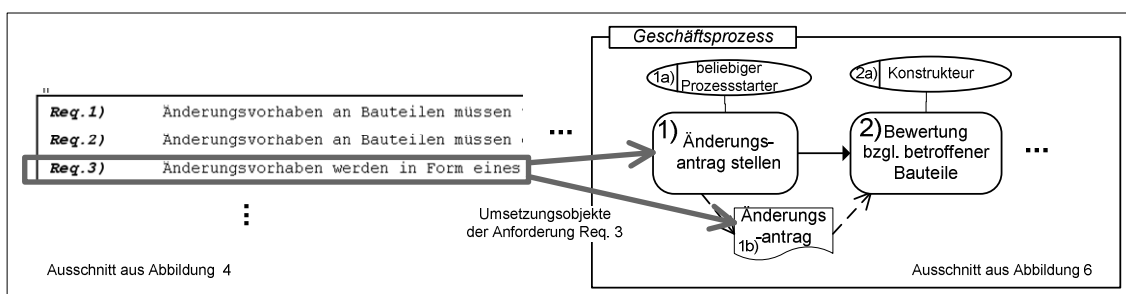 "
Req.1) Änderungsvorhaben an Bauteilen müssen
Req.2) Änderungsvorhaben an Bauteilen müssen
Req.3) Änderungsvorhaben werden in Form eines
⋮
...
Umsetzungsobjekte
der Anforderung Req. 3
Ausschnitt aus Abbildung 4
Geschäftsprozess
1a) beliebiger
Prozessstarter
2a) Konstrukteur
1) Änderungs-
antrag stellen
2) Bewertung
bzgl. betroffener
Bauteile
...
Änderungs
-antrag
1b)
Ausschnitt aus Abbildung 6